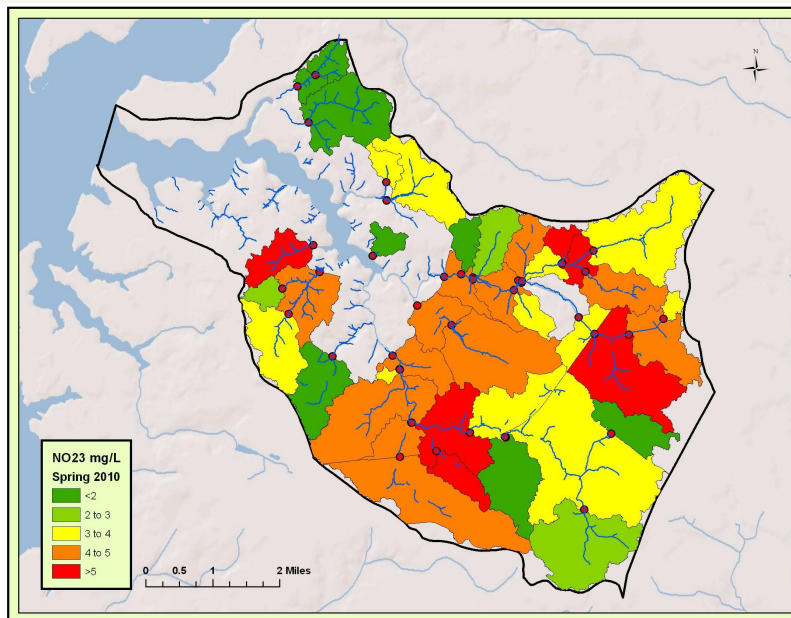 N
NO23 mg/L
Spring 2010
<2
2 to 3
3 to 4
4 to 5
>5
0 0.5 1 2 Miles